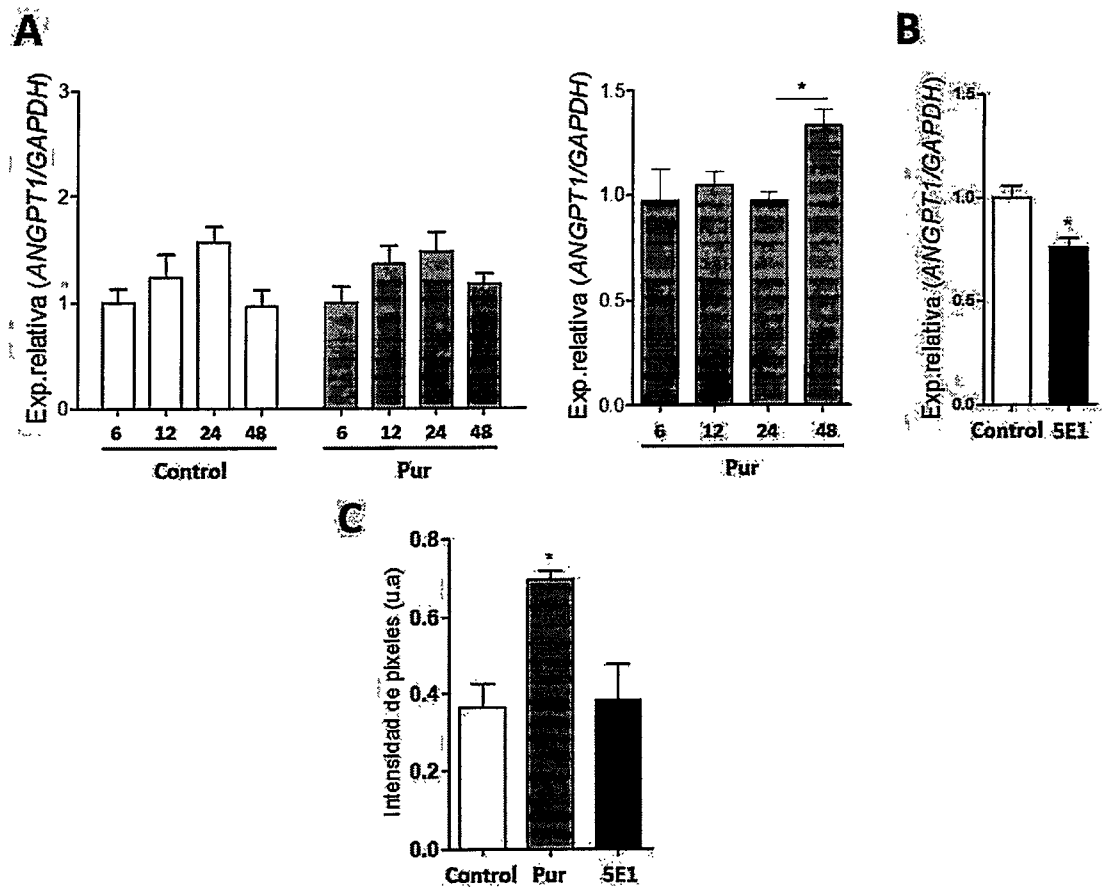 A
B
Exp.relativa (ANGPT1/GAPDH)
3
2
1
0
6 12 24 48 6 12 24 48
Control Pur
Exp.relativa (ANGPT1/GAPDH)
1.5
1.0
0.5
0.0
*
6 12 24 48
Pur
Exp.relativa (ANGPT1/GAPDH)
1.5
1.0
0.5
0.0
*
Control 5E1
C
Intensidad de pixeles (u.a)
0.8
0.6
0.4
0.2
0.0
*
Control Pur 5E1